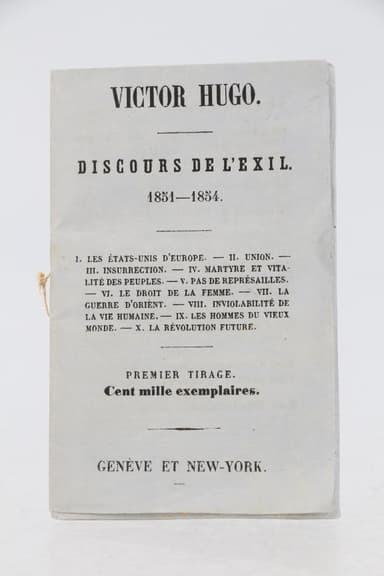 VICTOR HUGO.
DISCOURS DE L'EXIL.
1851—1854.
I. LES ÉTATS-UNIS D'EUROPE. — II. UNION. —
III. INSURRECTION. — IV. MARTYRE ET VITA-
LITÉ DES PEUPLES. — V. PAS DE REPRÉSAILLES.
— VI. LE DROIT DE LA FEMME. — VII. LA
GUERRE D'ORIENT. — VIII. INVIOLABILITÉ DE
LA VIE HUMAINE. — IX. LES HOMMES DU VIEUX
MONDE. — X. LA RÉVOLUTION FUTURE.
PREMIER TIRAGE.
Cent mille exemplaires.
GENÈVE ET NEW-YORK.